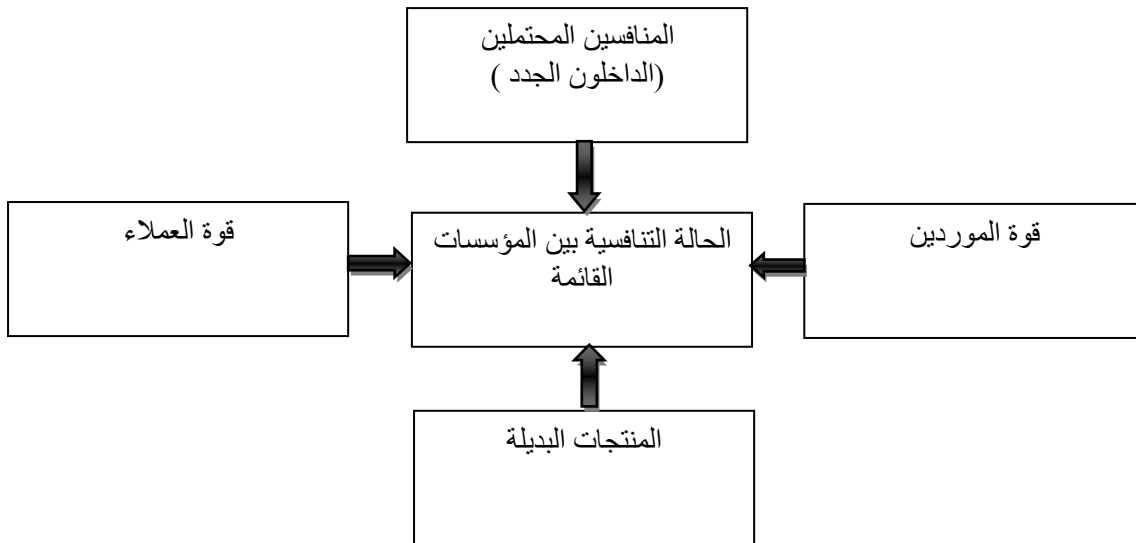 المنافسين المحتملين
(الداخلون الجدد )
قوة الموردين
الحالة التنافسية بين المؤسسات
القائمة
قوة العملاء
المنتجات البديلة